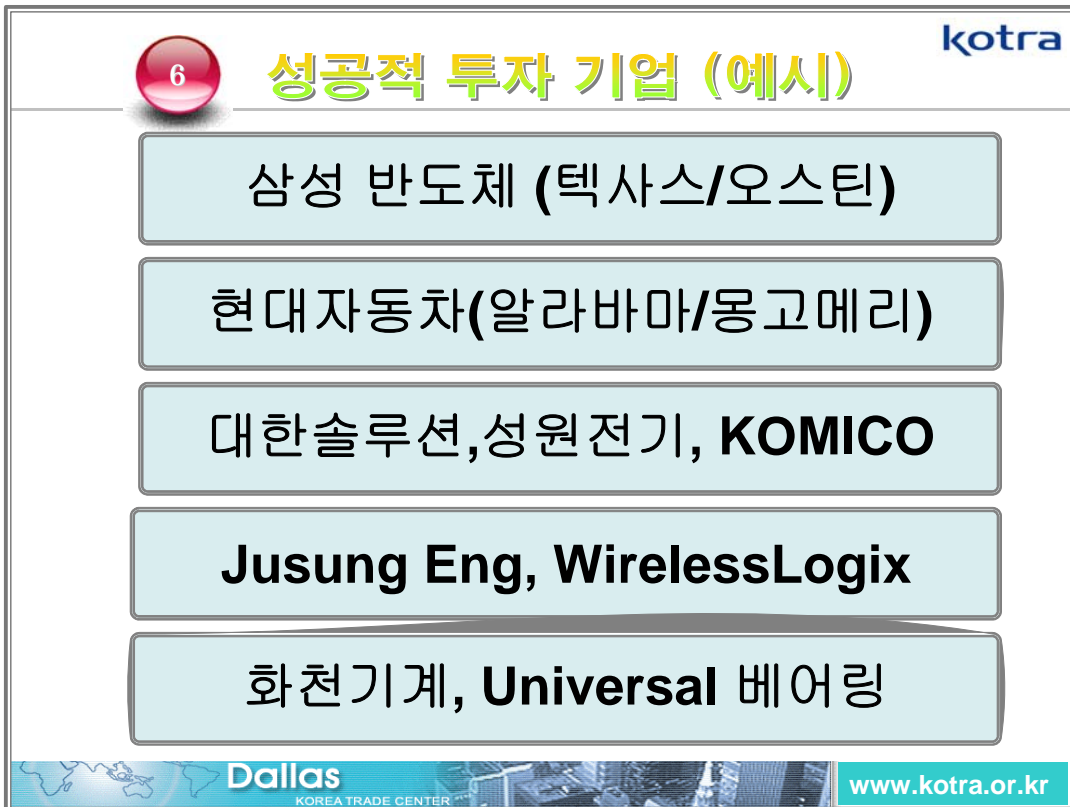 kotra
6 성공적 투자 기업 (예시)
삼성 반도체 (텍사스/오스틴)
현대자동차(알라바마/몽고메리)
대한솔루션,성원전기, KOMICO
Jusung Eng, WirelessLogix
화천기계, Universal 베어링
Dallas
KOREA TRADE CENTER
www.kotra.or.kr